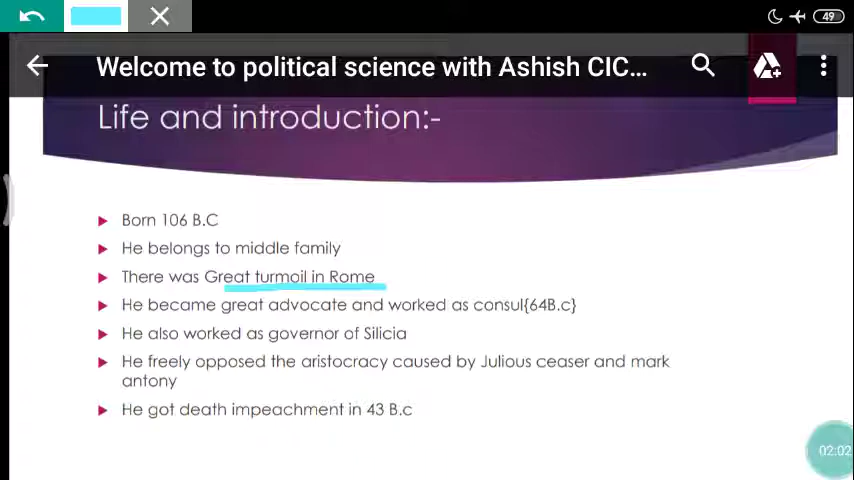 49
Welcome to political science with Ashish CIC...
Life and introduction:-
Born 106 B.C
He belongs to middle family
There was Great turmoil in Rome
He became great advocate and worked as consul{64B.c}
He also worked as governor of Silicia
He freely opposed the aristocracy caused by Julious ceaser and mark
antony
He got death impeachment in 43 B.c
02:02